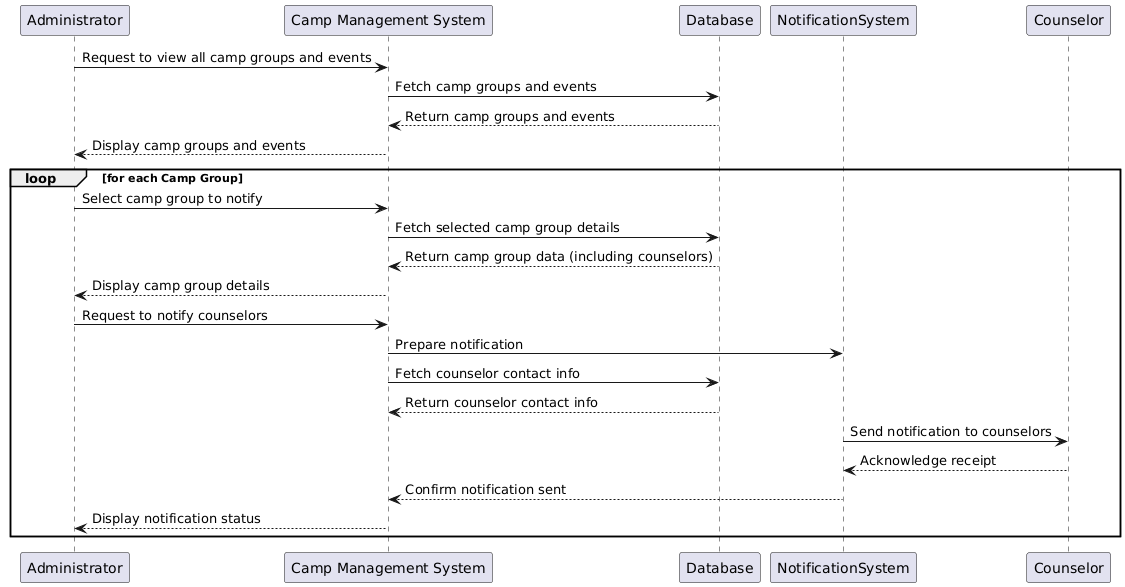 Administrator
Camp Management System
Database
NotificationSystem
Counselor
Request to view all camp groups and events
Fetch camp groups and events
Return camp groups and events
Display camp groups and events
loop [for each Camp Group]
Select camp group to notify
Fetch selected camp group details
Return camp group data (including counselors)
Display camp group details
Request to notify counselors
Prepare notification
Fetch counselor contact info
Return counselor contact info
Send notification to counselors
Acknowledge receipt
Confirm notification sent
Display notification status
Administrator
Camp Management System
Database
NotificationSystem
Counselor